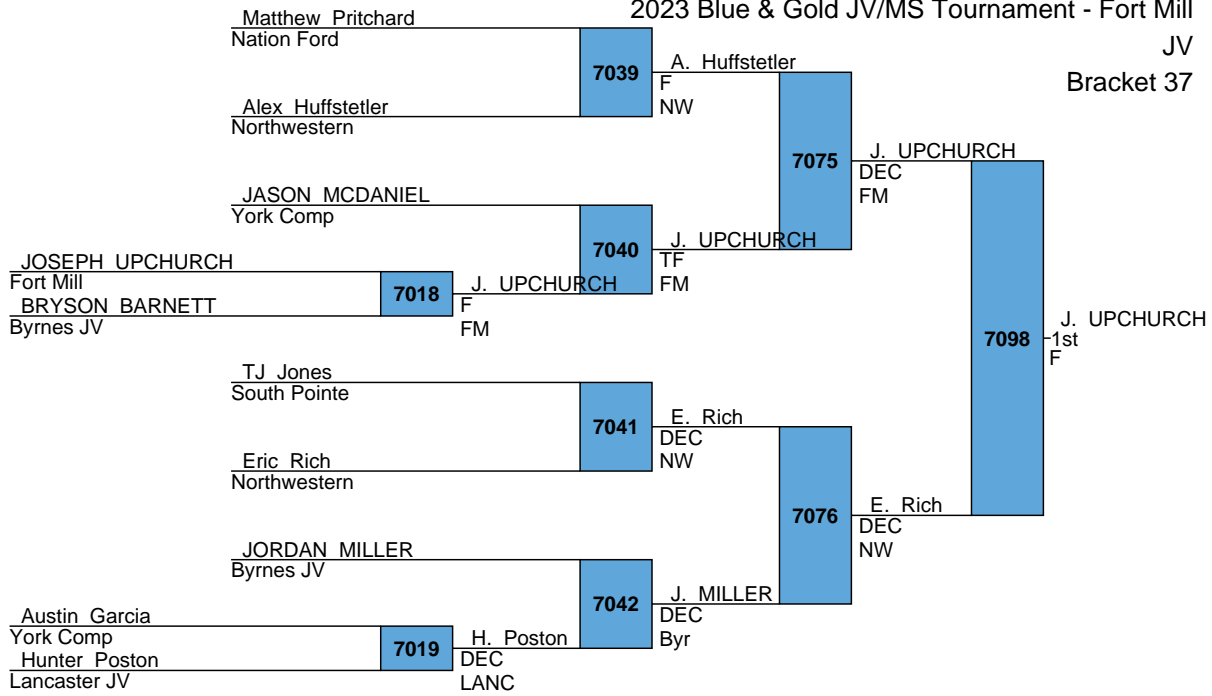 2023 Blue & Gold JV/MS Tournament - Fort Mill
JV
Bracket 37
Matthew Pritchard
Nation Ford
7039
A. Huffstetler
F
NW
Alex Huffstetler
Northwestern
7075
J. UPCHURCH
DEC
FM
JASON MCDANIEL
York Comp
7040
J. UPCHURCH
TF
FM
JOSEPH UPCHURCH
Fort Mill
7018
J. UPCHURCH
F
FM
BRYSON BARNETT
Byrnes JV
7098
J. UPCHURCH
1st
F
TJ Jones
South Pointe
7041
E. Rich
DEC
NW
Eric Rich
Northwestern
7076
E. Rich
DEC
NW
JORDAN MILLER
Byrnes JV
7042
J. MILLER
DEC
Byr
Austin Garcia
York Comp
7019
H. Poston
DEC
LANC
Hunter Poston
Lancaster JV